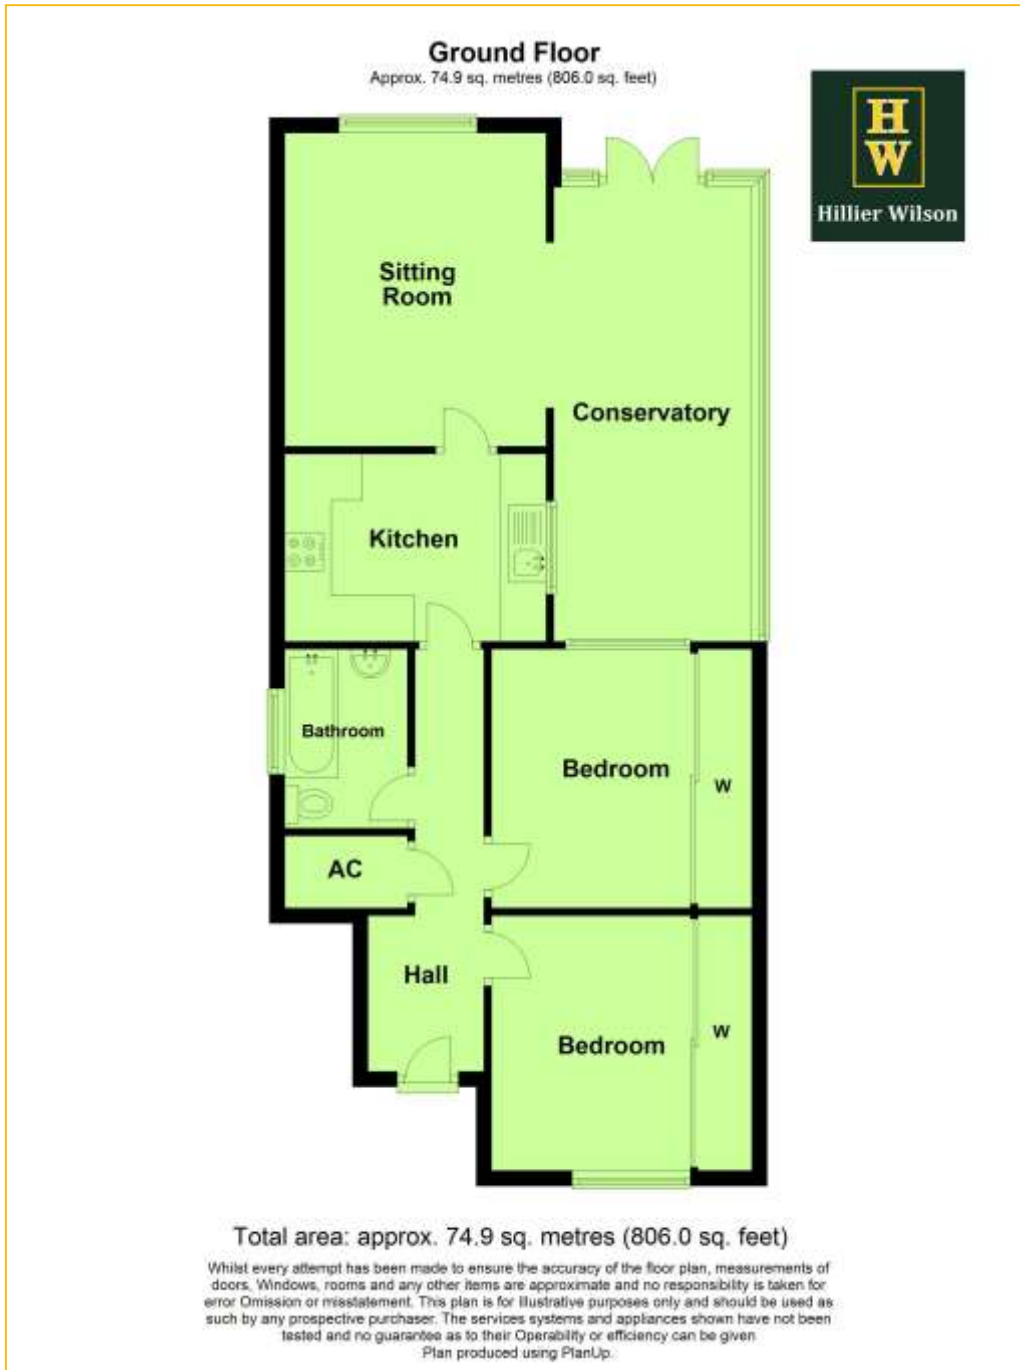 Ground Floor
Approx. 74.9 sq. metres (806.0 sq. feet)
H
W
Hillier Wilson
Sitting
Room
Conservatory
Kitchen
Bathroom
Bedroom
W
AC
Hall
Bedroom
W
Total area: approx. 74.9 sq. metres (806.0 sq. feet)
Whilst every attempt has been made to ensure the accuracy of the floor plan, measurements of
doors, Windows, rooms and any other items are approximate and no responsibility is taken for
error Omission or misstatement. This plan is for illustrative purposes only and should be used as
such by any prospective purchaser. The services systems and appliances shown have not been
tested and no guarantee as to their Operability or efficiency can be given
Plan produced using PlanUp.